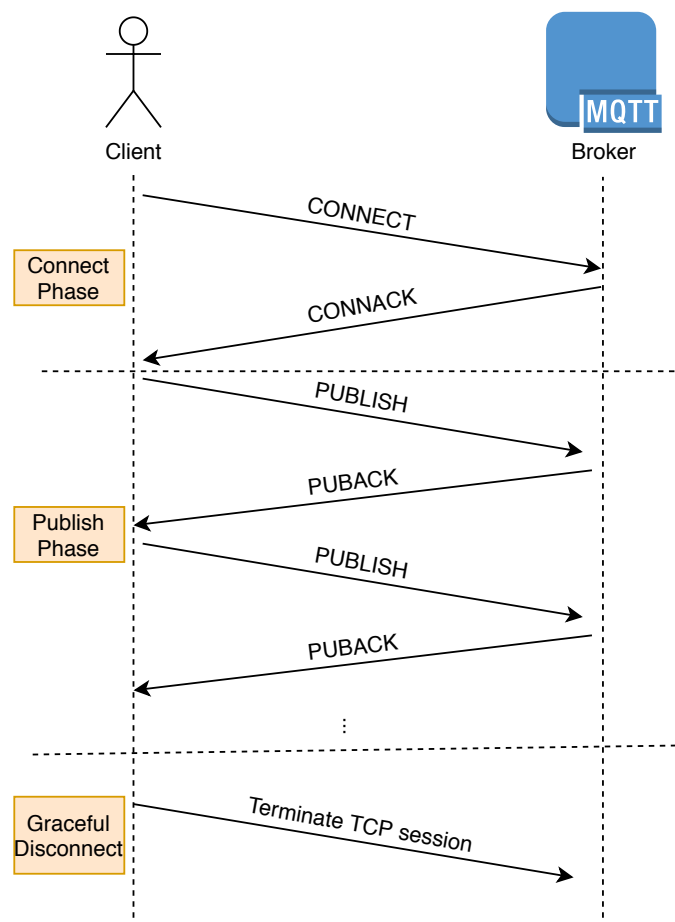 MQTT
Client
Broker
CONNECT
Connect
Phase
CONNACK
PUBLISH
PUBACK
Publish
Phase
PUBLISH
PUBACK
...
Terminate TCP session
Graceful
Disconnect